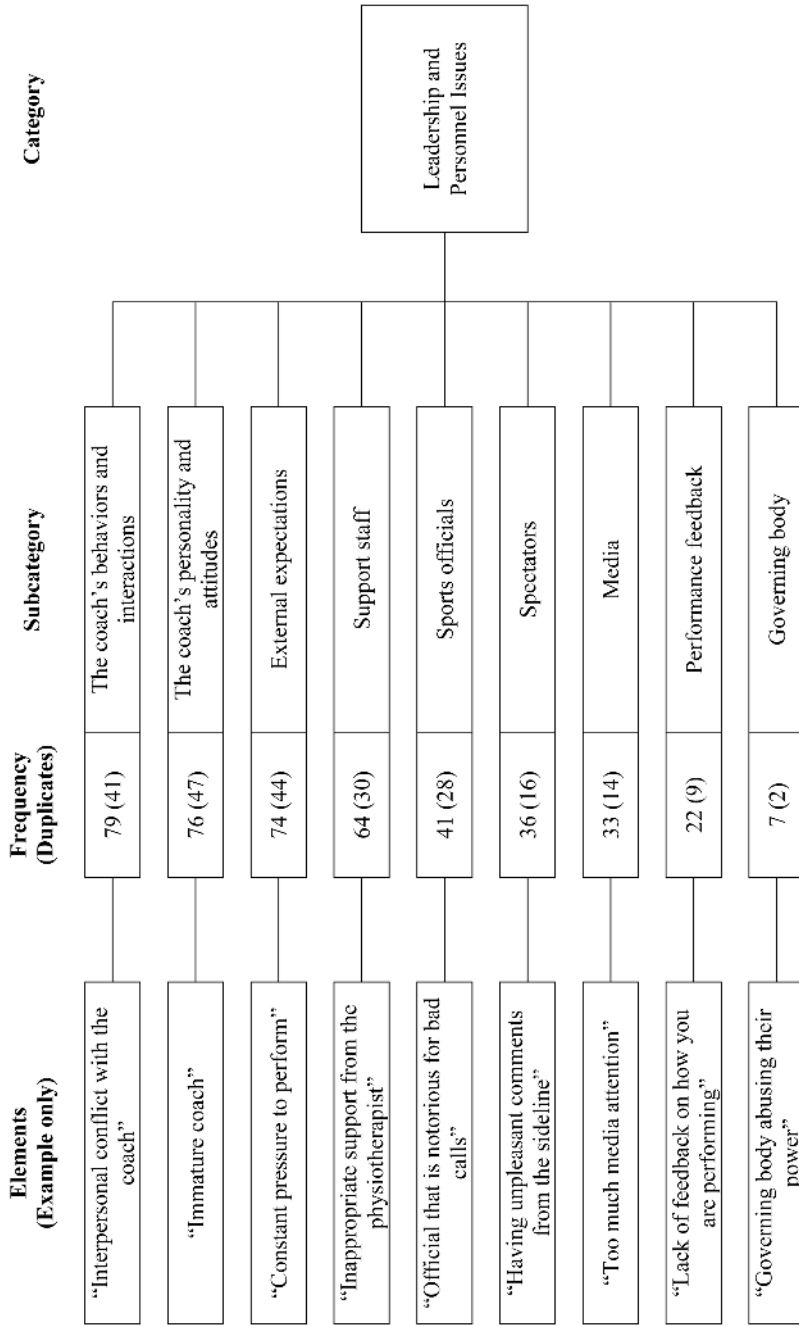 Elements
(Example only)
Frequency
(Duplicates)
Subcategory
Category
“Interpersonal conflict with the
coach”
79 (41)
The coach’s behaviors and
interactions
“Immature coach”
76 (47)
The coach’s personality and
attitudes
“Constant pressure to perform”
74 (44)
External expectations
“Inappropriate support from the
physiotherapist”
64 (30)
Support staff
“Official that is notorious for bad
calls”
41 (28)
Sports officials
“Having unpleasant comments
from the sideline”
36 (16)
Spectators
“Too much media attention”
33 (14)
Media
“Lack of feedback on how you
are performing”
22 (9)
Performance feedback
“Governing body abusing their
power”
7 (2)
Governing body
Leadership and
Personnel Issues